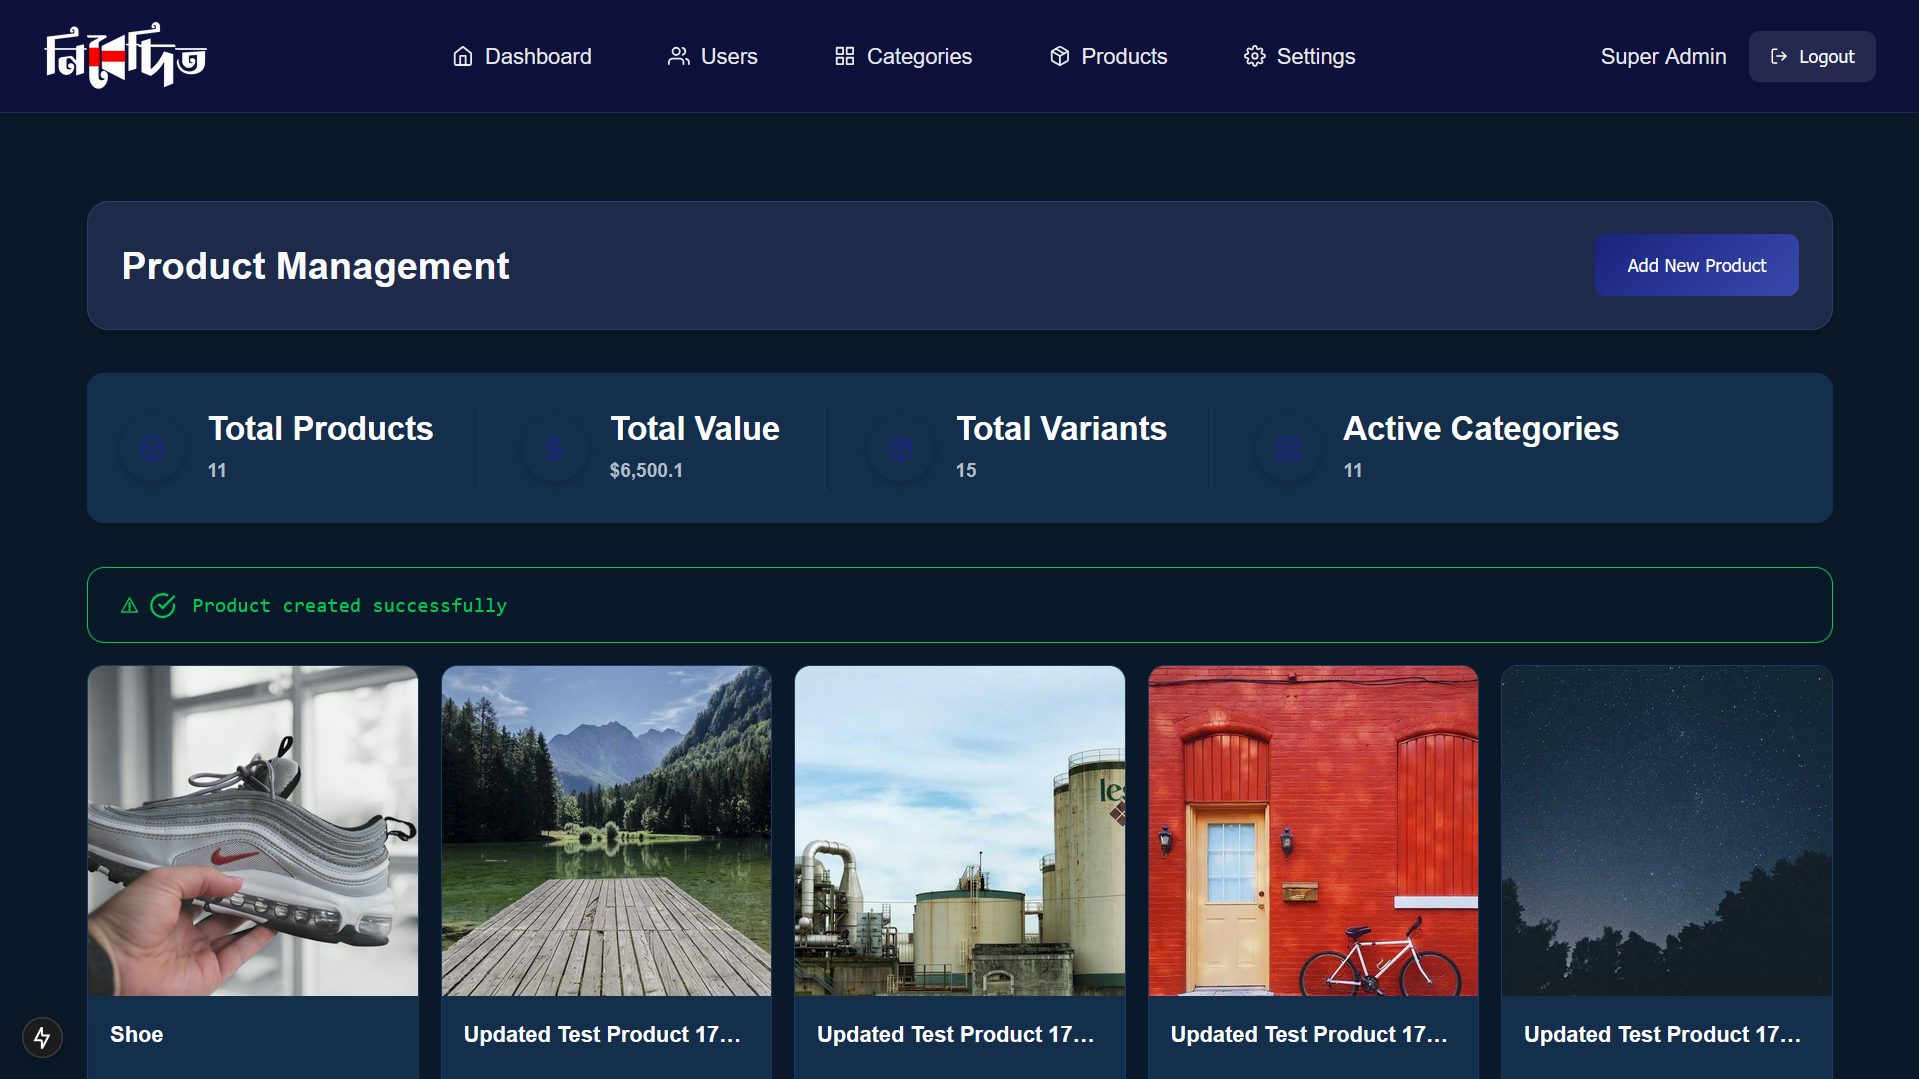 নিবেদিত
Dashboard
Users
Categories
Products
Settings
Super Admin
Logout
Product Management
Add New Product
Total Products
11
Total Value
$6,500.1
Total Variants
15
Active Categories
11
Product created successfully
les
Shoe
Updated Test Product 17...
Updated Test Product 17...
Updated Test Product 17...
Updated Test Product 17...